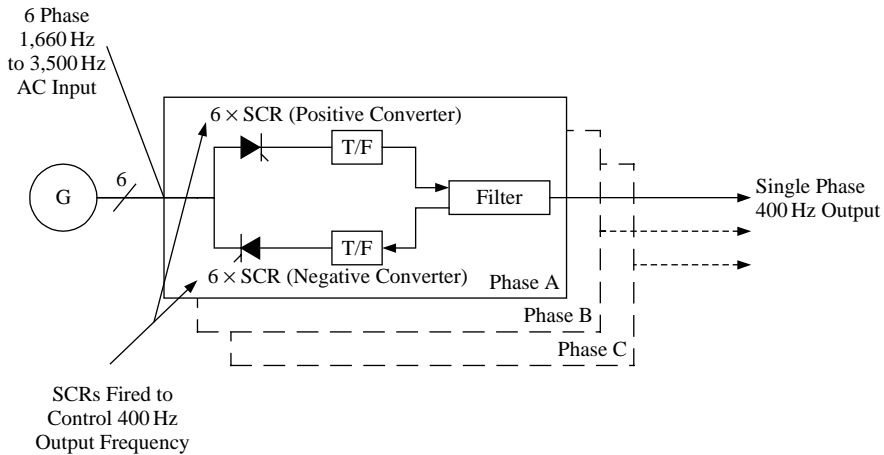 6 Phase
1,660 Hz
to 3,500 Hz
AC Input
6 × SCR (Positive Converter)
T/F
6
G
Filter
Single Phase
400 Hz Output
T/F
6 × SCR (Negative Converter)
Phase A
Phase B
Phase C
SCRs Fired to
Control 400 Hz
Output Frequency